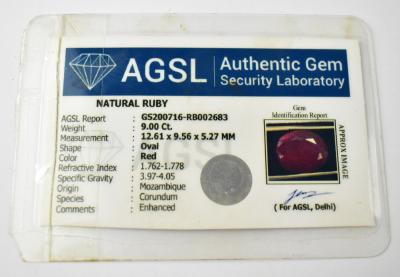 AGSL
Authentic Gem
Security Laboratory
NATURAL RUBY
AGSL Report : GS200716-RB002683
Weight : 9.00 Ct.
Measurement : 12.61 x 9.56 x 5.27 MM
Shape : Oval
Color : Red
Refractive Index : 1.762-1.778
Specific Gravity : 3.97-4.05
Origin : Mozambique
Species : Corundum
Comments : Enhanced
Gem
Identification Report
APPROX IMAGE
( For AGSL, Delhi)